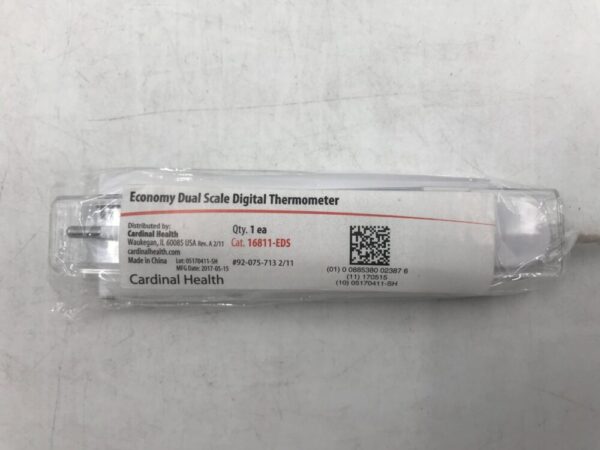 Economy Dual Scale Digital Thermometer
Distributed by:
Cardinal Health
Waukegan, IL 60085 USA Rev. A 2/11
cardinalhealth.com
Made in China Lot: 05170411-SH
MFG Date: 2017-05-15
Cardinal Health
Qty. 1 ea
Cat. 16811-EDS
#92-075-713 2/11
(01) 0 0885380 02387 6
(11) 170515
(10) 05170411-SH